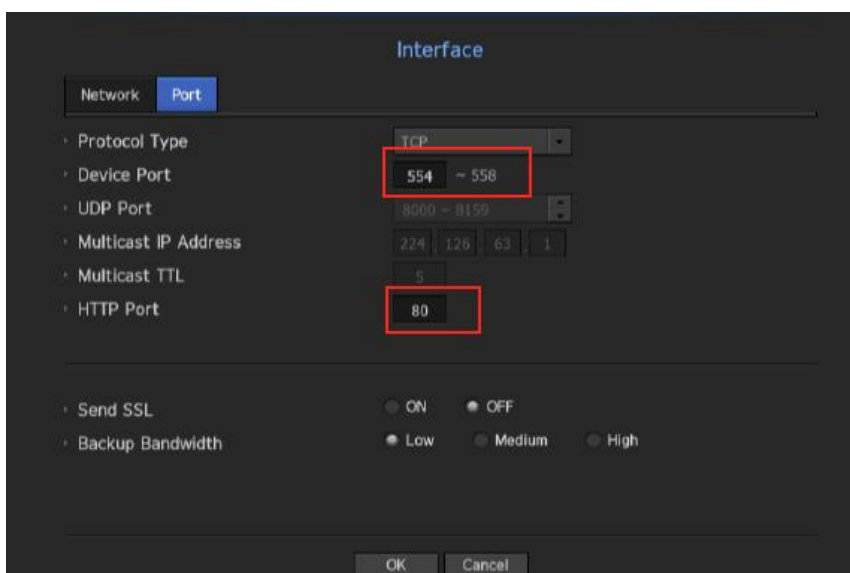 Interface
Network Port
Protocol Type TCP
Device Port 554 ~ 558
UDP Port 8000 ~ 8159
Multicast IP Address 224 . 126 . 63 . 1
Multicast TTL 5
HTTP Port 80
Send SSL ON OFF
Backup Bandwidth Low Medium High
OK Cancel